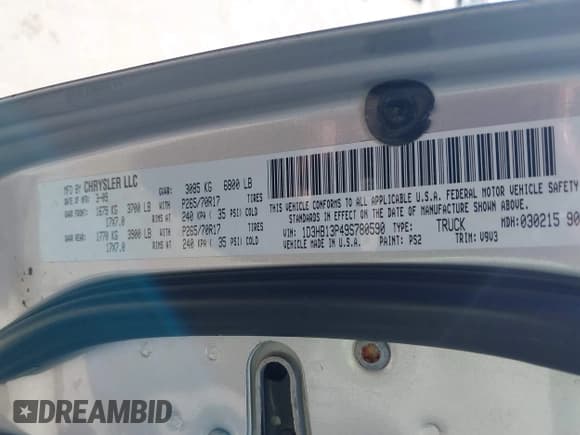 MFD BY CHRYSLER LLC
DATE OF MFR: 3-09 GVWR: 3085 KG 6800 LB
GAWR FRONT: 1679 KG 3700 LB WITH P265/70R17 TIRES
RIMS 17X7.0 AT 240 KPA ( 35 PSI) COLD
GAWR REAR: 1770 KG 3900 LB WITH P265/70R17 TIRES
RIMS 17X7.0 AT 240 KPA ( 35 PSI) COLD
THIS VEHICLE CONFORMS TO ALL APPLICABLE U.S.A. FEDERAL MOTOR VEHICLE SAFETY
STANDARDS IN EFFECT ON THE DATE OF MANUFACTURE SHOWN ABOVE.
VIN: 1D3HB13P49S780590 TYPE: TRUCK MDH: 030215 90
MADE IN U.S.A. PAINT: PS2 TRIM: V9V3
DREAMBID